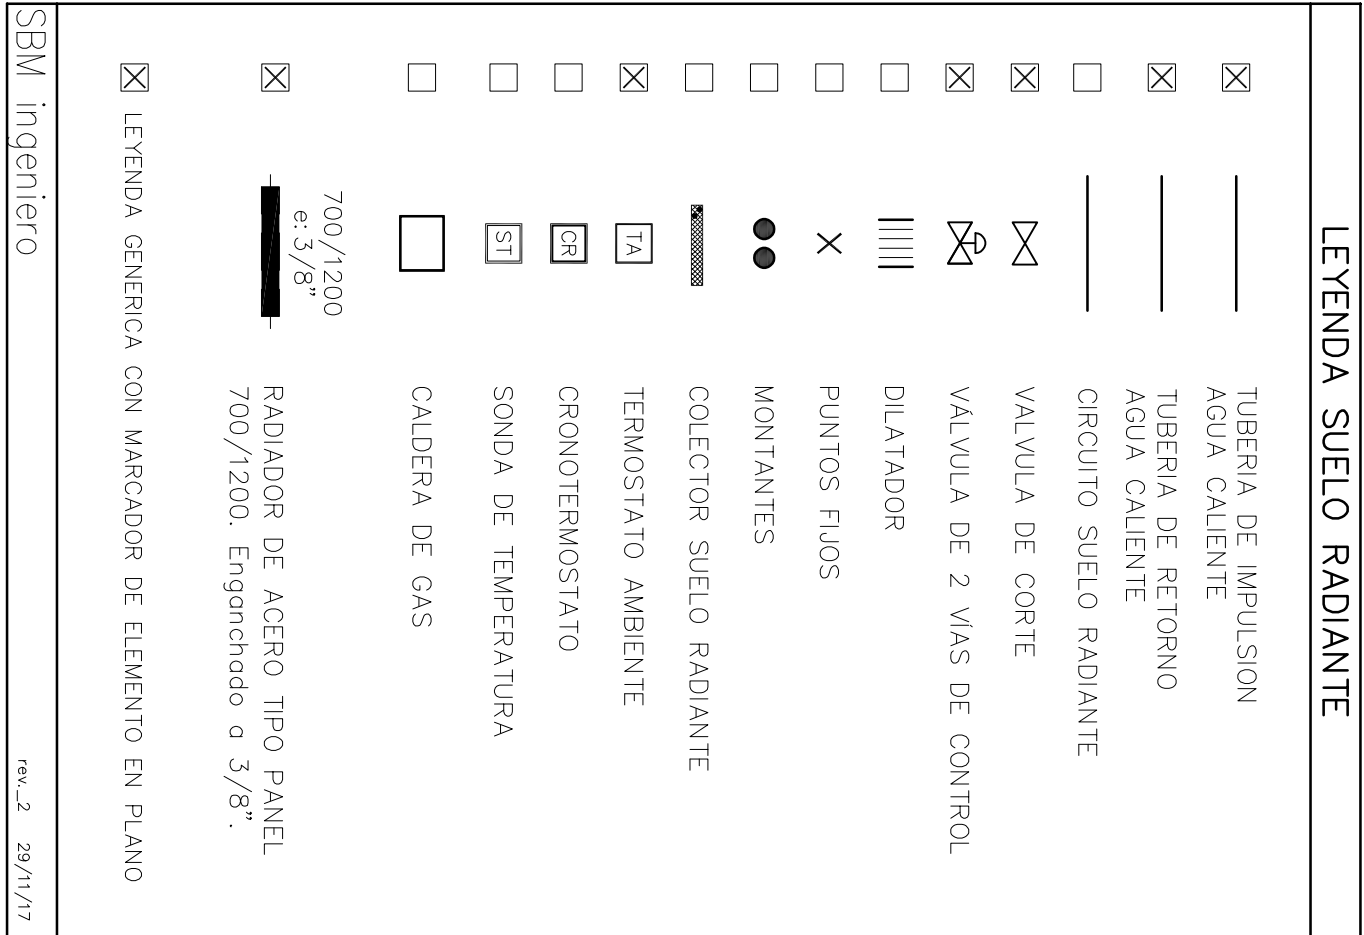 LEYENDA SUELO RADIANTE
TUBERIA DE IMPULSION
AGUA CALIENTE
TUBERIA DE RETORNO
AGUA CALIENTE
CIRCUITO SUELO RADIANTE
VALVULA DE CORTE
VÁLVULA DE 2 VÍAS DE CONTROL
DILATADOR
PUNTOS FIJOS
MONTANTES
COLECTOR SUELO RADIANTE
TA TERMOSTATO AMBIENTE
CR CRONOTERMOSTATO
ST SONDA DE TEMPERATURA
CALDERA DE GAS
700/1200
e: 3/8"
RADIADOR DE ACERO TIPO PANEL
700/1200. Enganchado a 3/8".
LEYENDA GENERICA CON MARCADOR DE ELEMENTO EN PLANO
SBM ingeniero rev._2 29/11/17